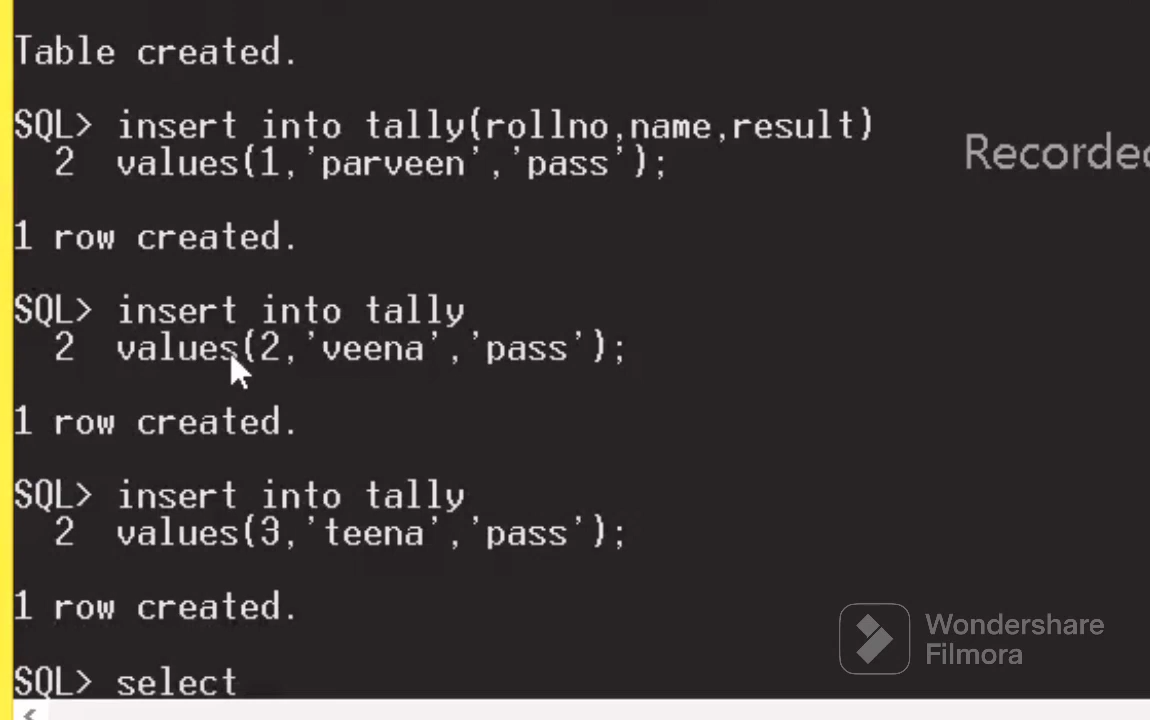 Table created.
SQL> insert into tally(rollno,name,result)
2 values(1,'parveen','pass');
Recorded
1 row created.
SQL> insert into tally
2 values(2,'veena','pass');
1 row created.
SQL> insert into tally
2 values(3,'teena','pass');
1 row created.
Wondershare
Filmora
SQL> select